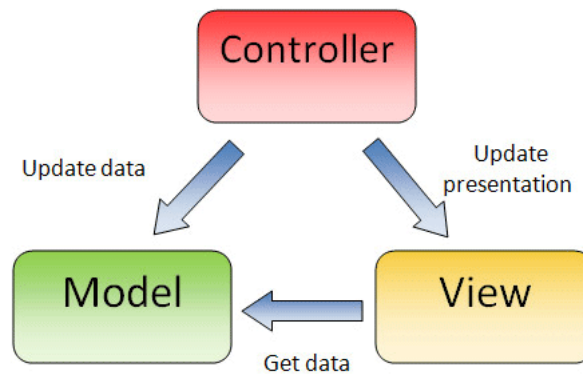 Controller
Update data
Update
presentation
Model
View
Get data